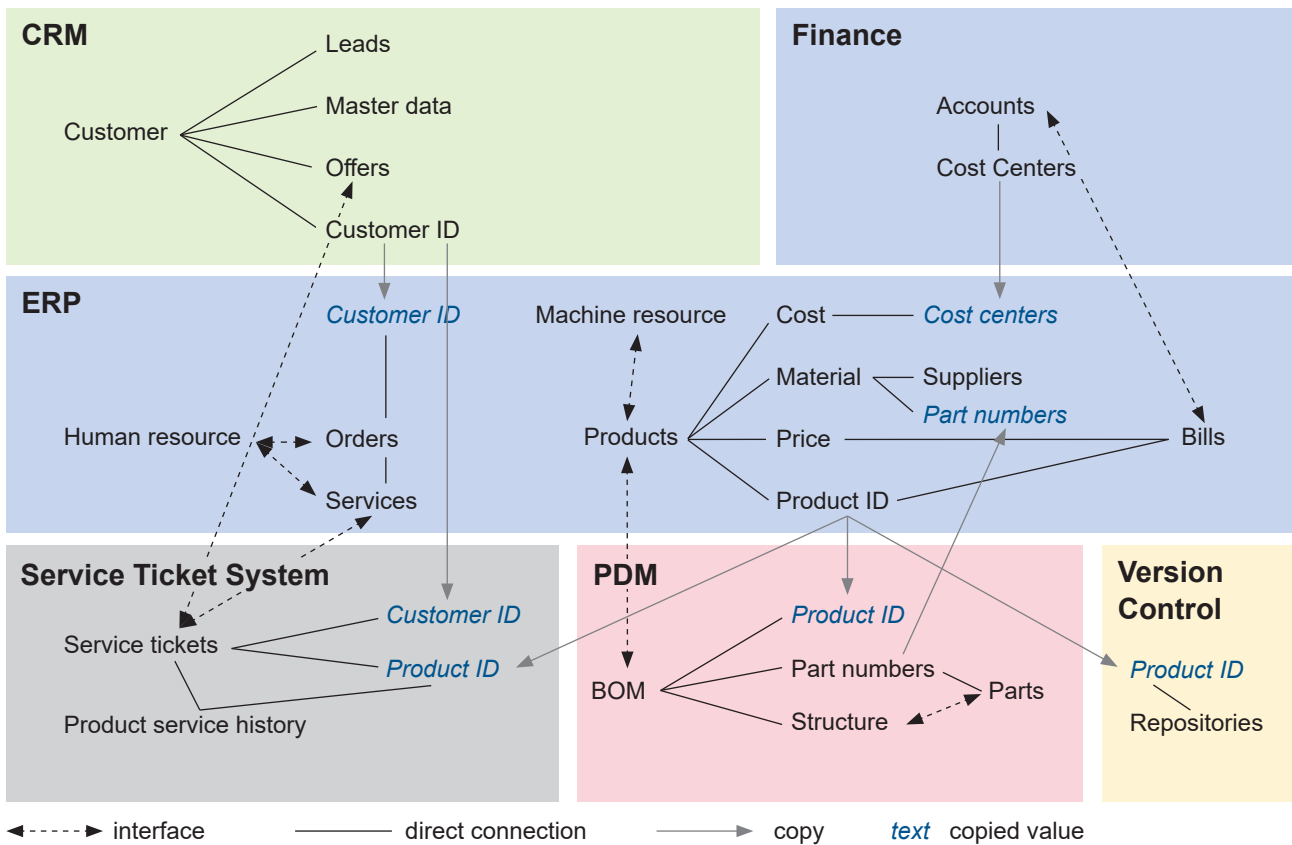 CRM
Leads
Master data
Customer
Offers
Customer ID
Finance
Accounts
Cost Centers
ERP
Customer ID
Machine resource
Cost
Cost centers
Material
Suppliers
Part numbers
Human resource
Orders
Products
Price
Bills
Services
Product ID
Service Ticket System
Customer ID
Service tickets
Product ID
Product service history
PDM
Product ID
Part numbers
BOM
Parts
Structure
Version
Control
Product ID
Repositories
interface
direct connection
copy
text copied value